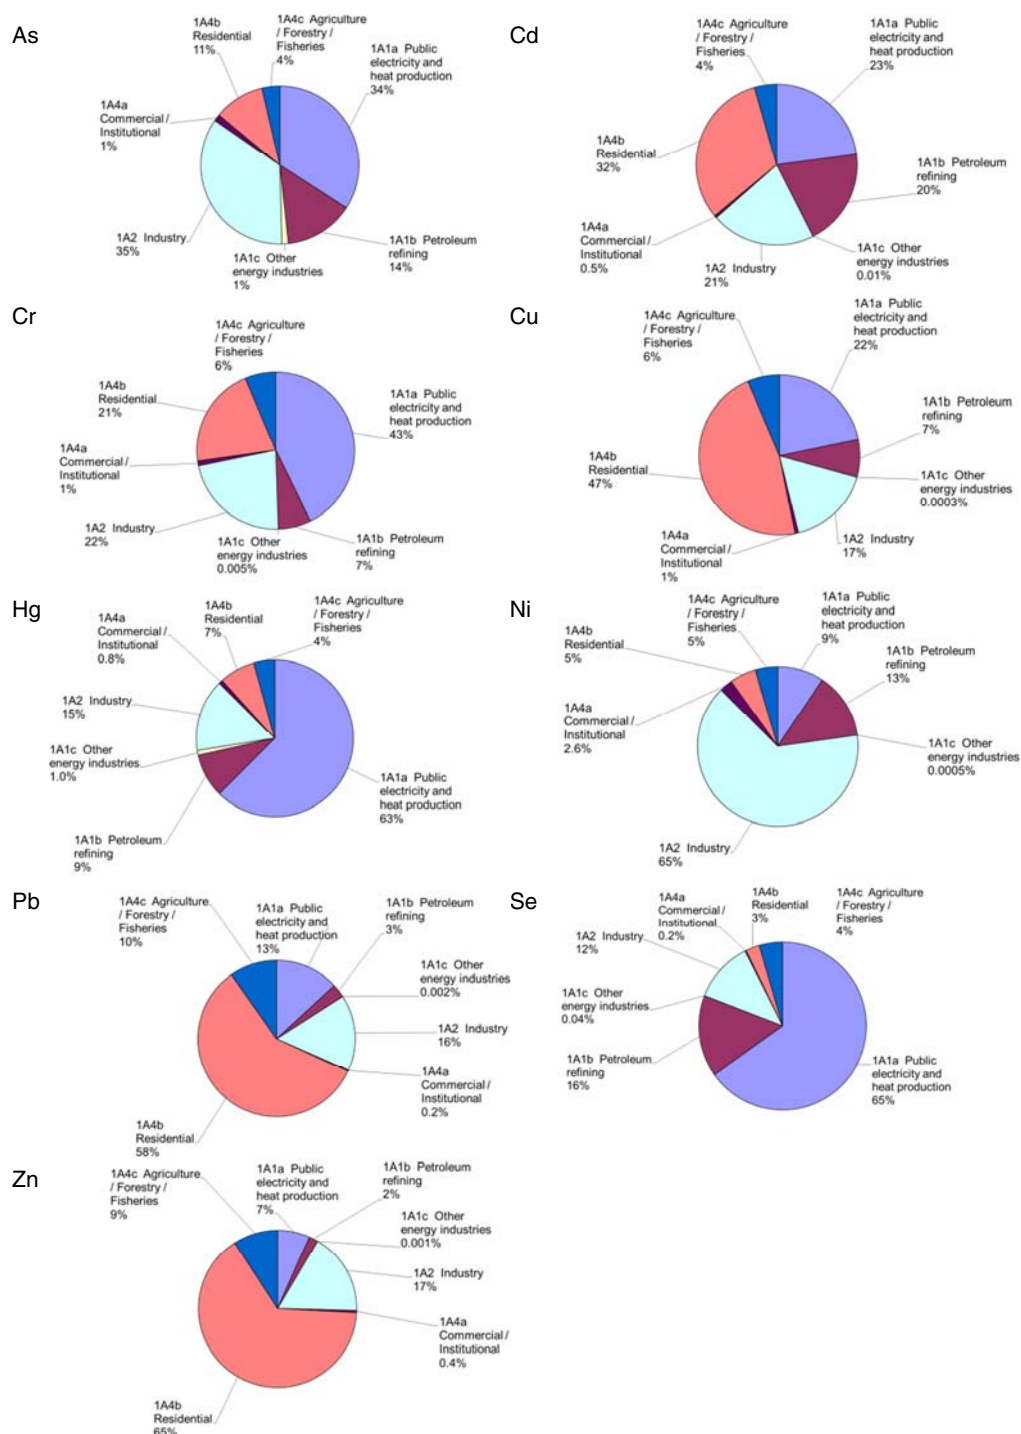 As
1A4b
Residential
11%
1A4c Agriculture
/ Forestry /
Fisheries
4%
1A1a Public
electricity and
heat production
34%
1A4a
Commercial /
Institutional
1%
1A2 Industry
35%
1A1c Other
energy industries
1%
1A1b Petroleum
refining
14%
Cd
1A4c Agriculture
/ Forestry /
Fisheries
4%
1A1a Public
electricity and
heat production
23%
1A4b
Residential
32%
1A1b Petroleum
refining
20%
1A4a
Commercial /
Institutional
0.5%
1A2 Industry
21%
1A1c Other
energy industries
0.01%
Cr
1A4c Agriculture
/ Forestry /
Fisheries
6%
1A4b
Residential
21%
1A1a Public
electricity and
heat production
43%
1A4a
Commercial /
Institutional
1%
1A2 Industry
22%
1A1c Other
energy industries
0.005%
1A1b Petroleum
refining
7%
Cu
1A4c Agriculture
/ Forestry /
Fisheries
6%
1A1a Public
electricity and
heat production
22%
1A1b Petroleum
refining
7%
1A4b
Residential
47%
1A1c Other
energy industries
0.0003%
1A4a
Commercial /
Institutional
1%
1A2 Industry
17%
Hg
1A4a
Commercial /
Institutional
0.8%
1A4b
Residential
7%
1A4c Agriculture
/ Forestry /
Fisheries
4%
1A2 Industry
15%
1A1c Other
energy industries
1.0%
1A1b Petroleum
refining
9%
1A1a Public
electricity and
heat production
63%
Ni
1A4c Agriculture
/ Forestry /
Fisheries
5%
1A1a Public
electricity and
heat production
9%
1A4b
Residential
5%
1A1b Petroleum
refining
13%
1A4a
Commercial /
Institutional
2.6%
1A1c Other
energy industries
0.0005%
1A2 Industry
65%
Pb
1A4c Agriculture
/ Forestry /
Fisheries
10%
1A1a Public
electricity and
heat production
13%
1A1b Petroleum
refining
3%
1A1c Other
energy industries
0.002%
1A2 Industry
16%
1A4a
Commercial /
Institutional
0.2%
1A4b
Residential
58%
Se
1A4a
Commercial /
Institutional
0.2%
1A4b
Residential
3%
1A4c Agriculture
/ Forestry /
Fisheries
4%
1A2 Industry
12%
1A1c Other
energy industries
0.04%
1A1b Petroleum
refining
16%
1A1a Public
electricity and
heat production
65%
Zn
1A4c Agriculture
/ Forestry /
Fisheries
9%
1A1a Public
electricity and
heat production
7%
1A1b Petroleum
refining
2%
1A1c Other
energy industries
0.001%
1A2 Industry
17%
1A4a
Commercial /
Institutional
0.4%
1A4b
Residential
65%